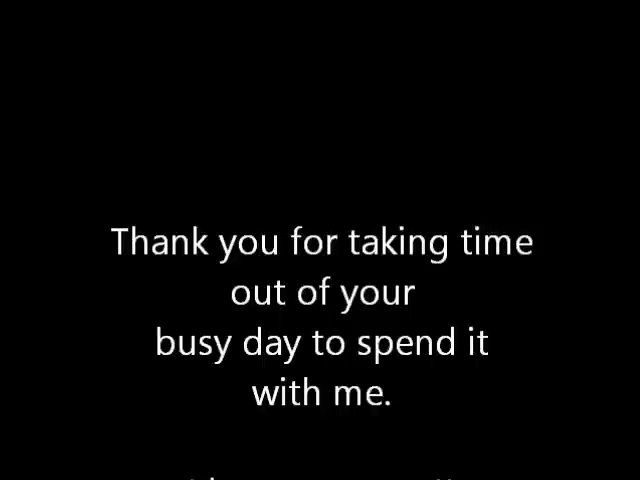 Thank you for taking time
out of your
busy day to spend it
with me.